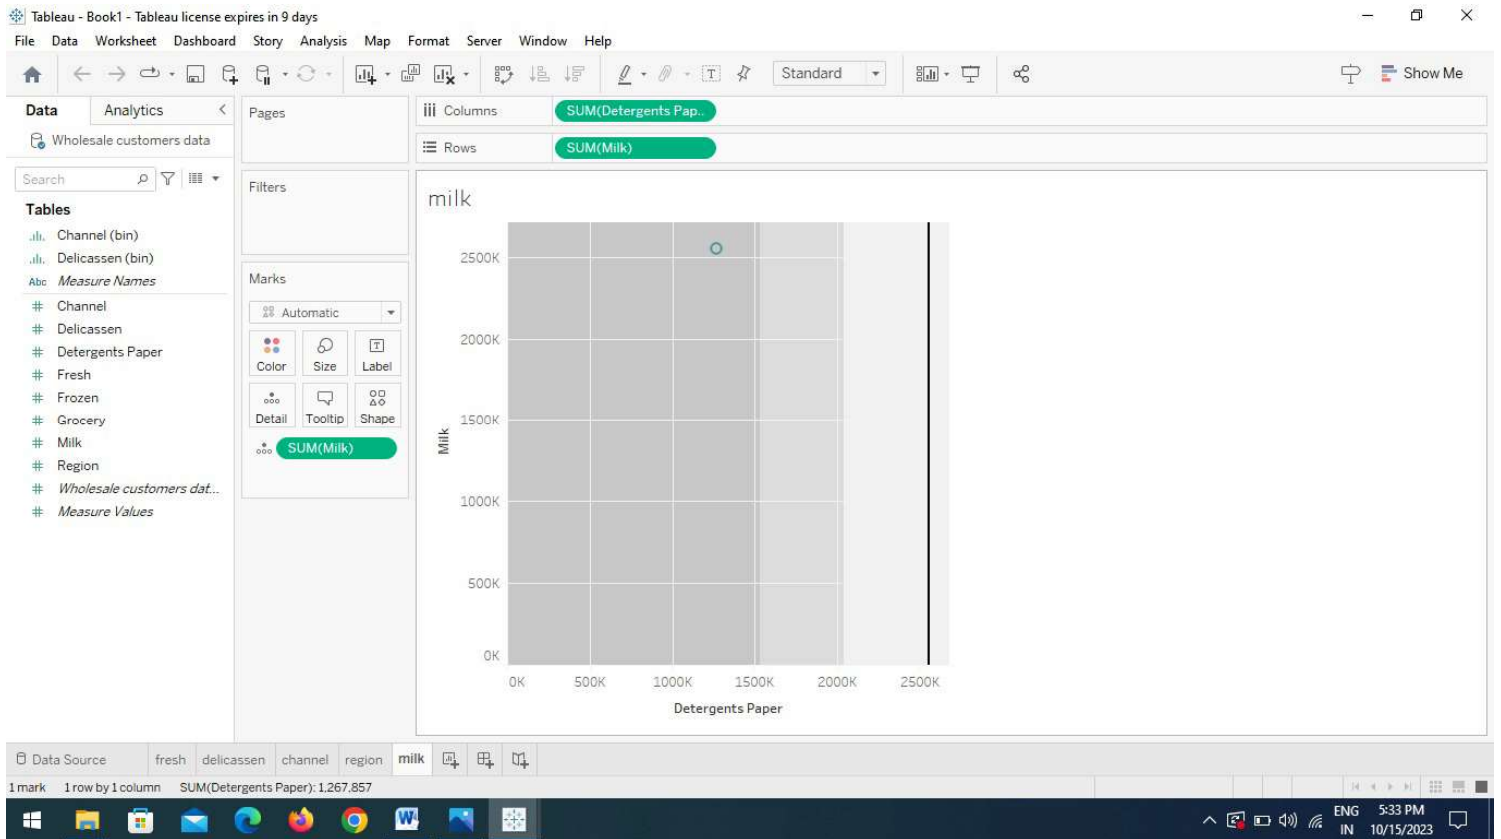 Tableau - Book1 - Tableau license expires in 9 days
File Data Worksheet Dashboard Story Analysis Map Format Server Window Help
Standard
Show Me
Data Analytics
Wholesale customers data
Search
Tables
Channel (bin)
Delicassen (bin)
Abc Measure Names
# Channel
# Delicassen
# Detergents Paper
# Fresh
# Frozen
# Grocery
# Milk
# Region
# Wholesale customers dat...
# Measure Values
Pages
Filters
Marks
Automatic
Color Size Label
Detail Tooltip Shape
SUM(Milk)
Columns SUM(Detergents Pap..
Rows SUM(Milk)
milk
2500K
2000K
1500K
1000K
500K
0K
Milk
0K 500K 1000K 1500K 2000K 2500K
Detergents Paper
Data Source fresh delicassen channel region milk
1 mark 1 row by 1 column SUM(Detergents Paper): 1,267,857
ENG 5:33 PM
IN 10/15/2023